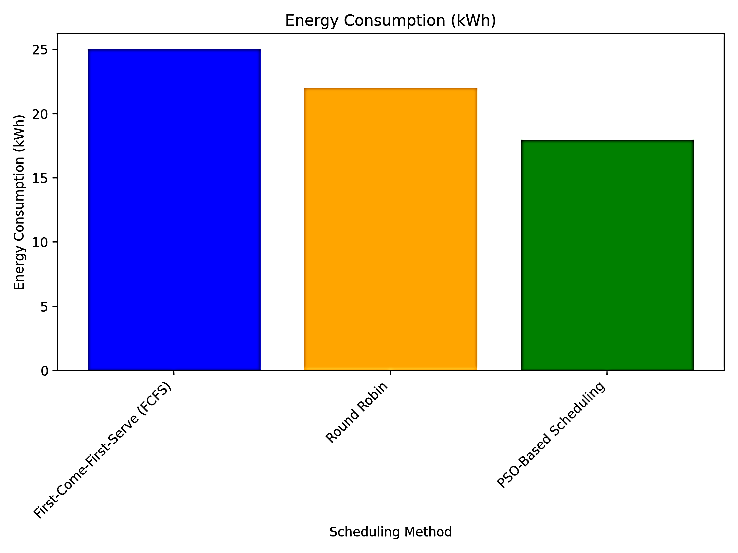 Energy Consumption (kWh)
Energy Consumption (kWh)
25
20
15
10
5
0
First-Come-First-Serve (FCFS)
Round Robin
PSO-Based Scheduling
Scheduling Method